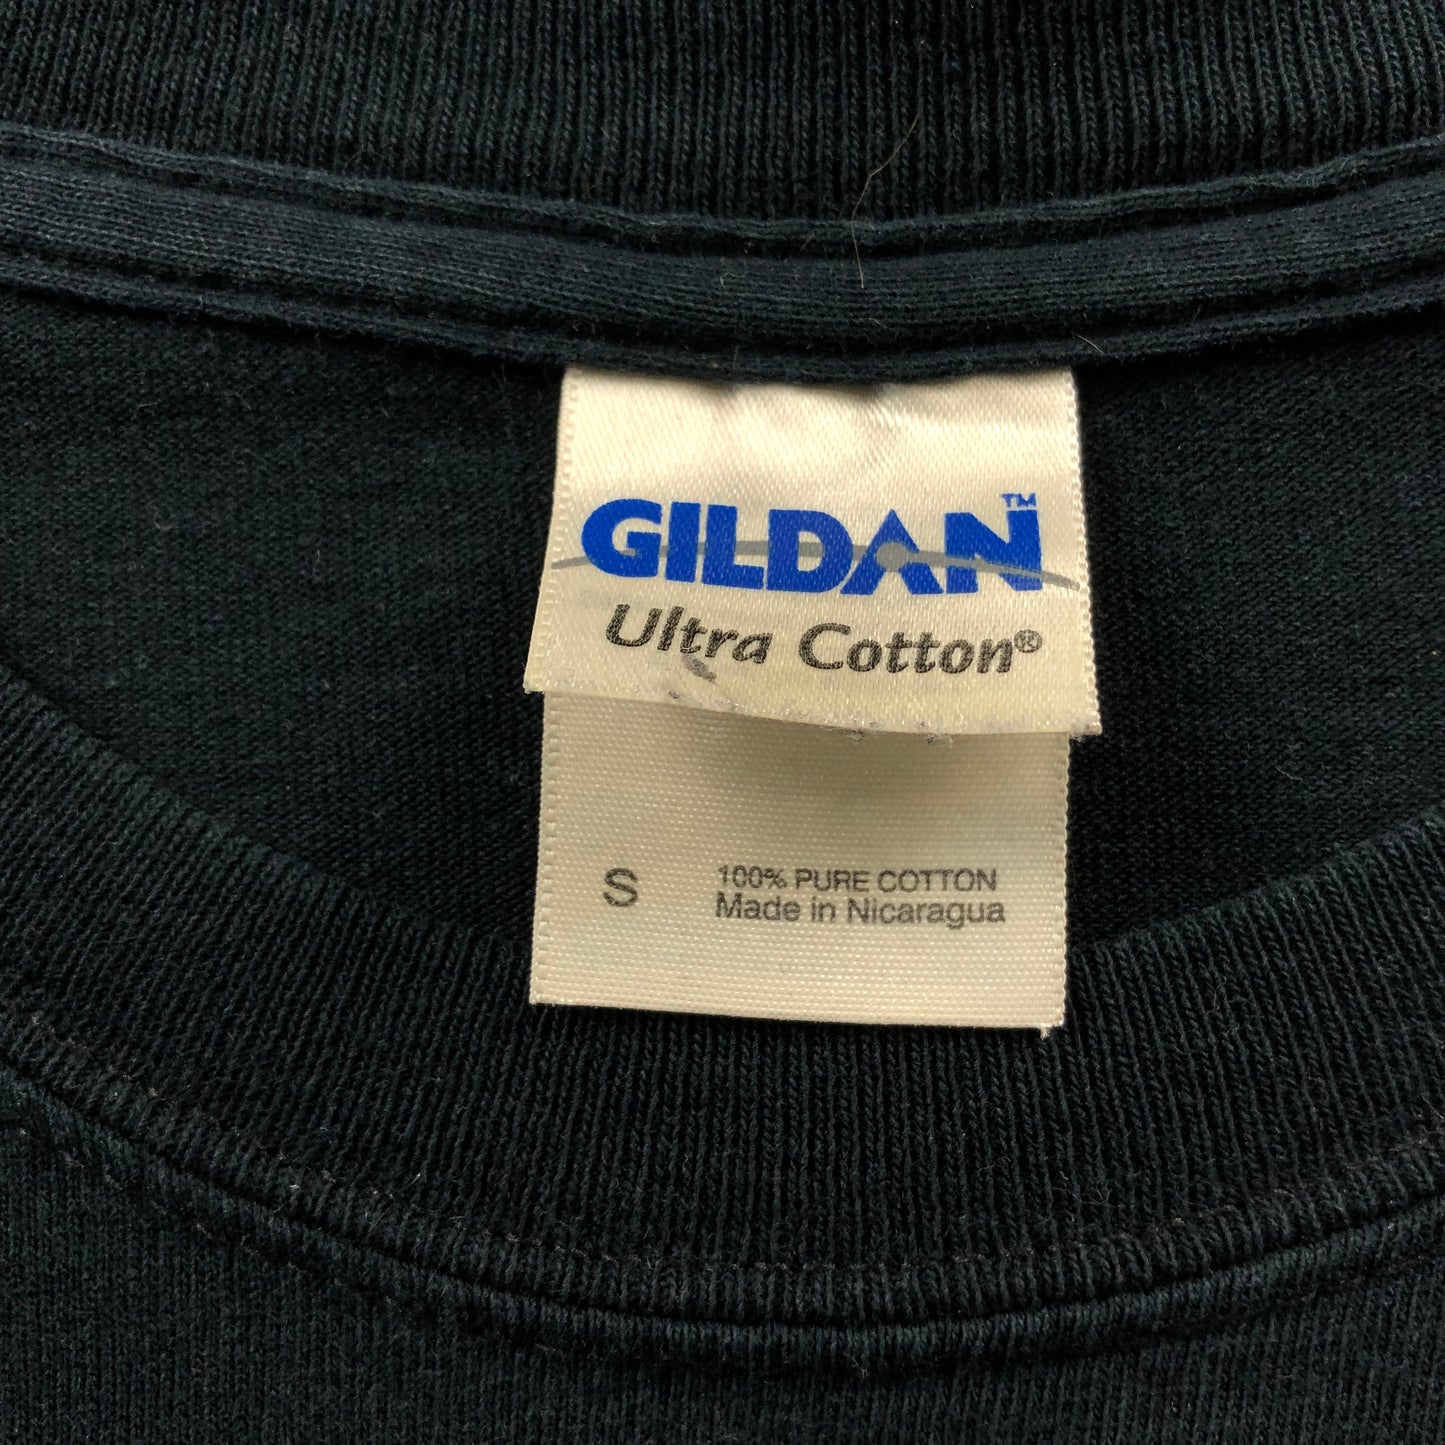 GILDAN™
Ultra Cotton®
S 100% PURE COTTON
Made in Nicaragua